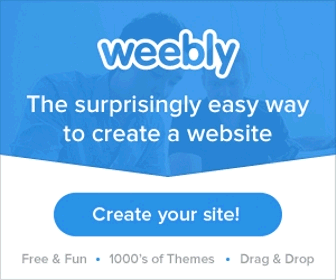 weebly
The surprisingly easy way
to create a website
Create your site!
Free & Fun • 1000's of Themes • Drag & Drop